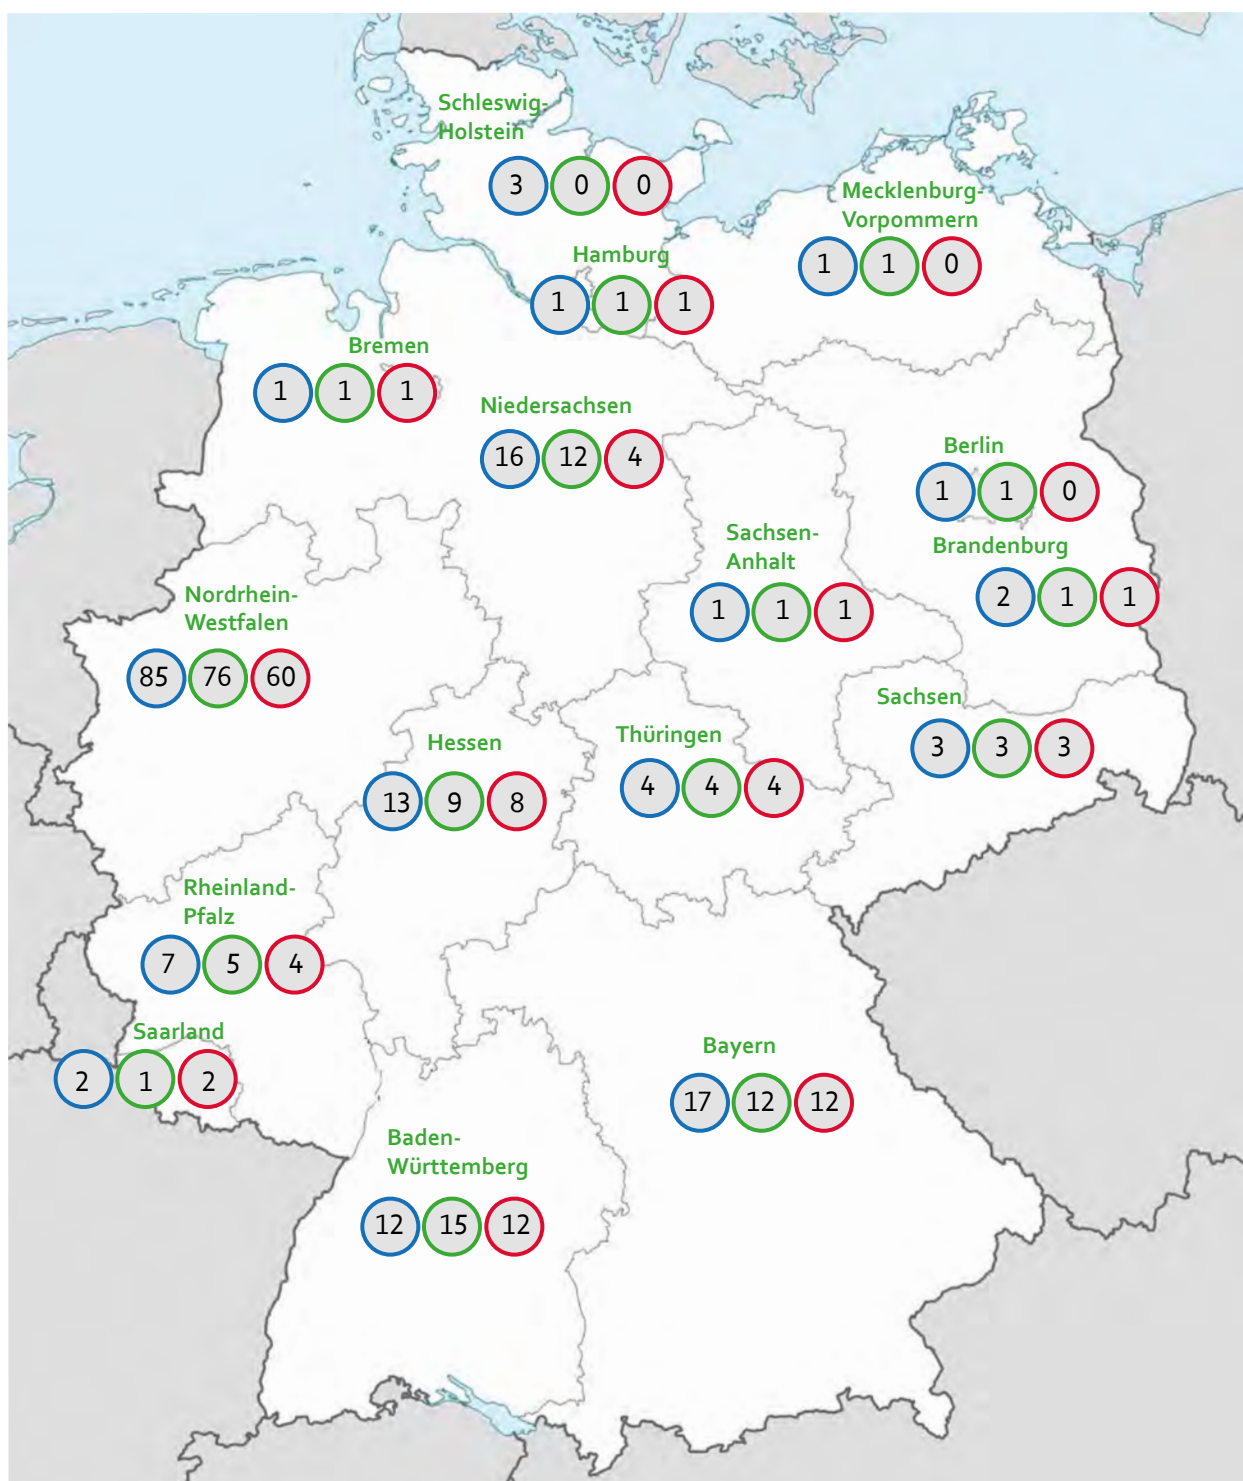 Schleswig-
Holstein
3 0 0
Mecklenburg-
Vorpommern
1 1 0
Hamburg
1 1 1
Bremen
1 1 1
Niedersachsen
16 12 4
Berlin
1 1 0
Sachsen-
Anhalt
1 1 1
Brandenburg
2 1 1
Nordrhein-
Westfalen
85 76 60
Sachsen
3 3 3
Hessen
13 9 8
Thüringen
4 4 4
Rheinland-
Pfalz
7 5 4
Saarland
2 1 2
Bayern
17 12 12
Baden-
Württemberg
12 15 12